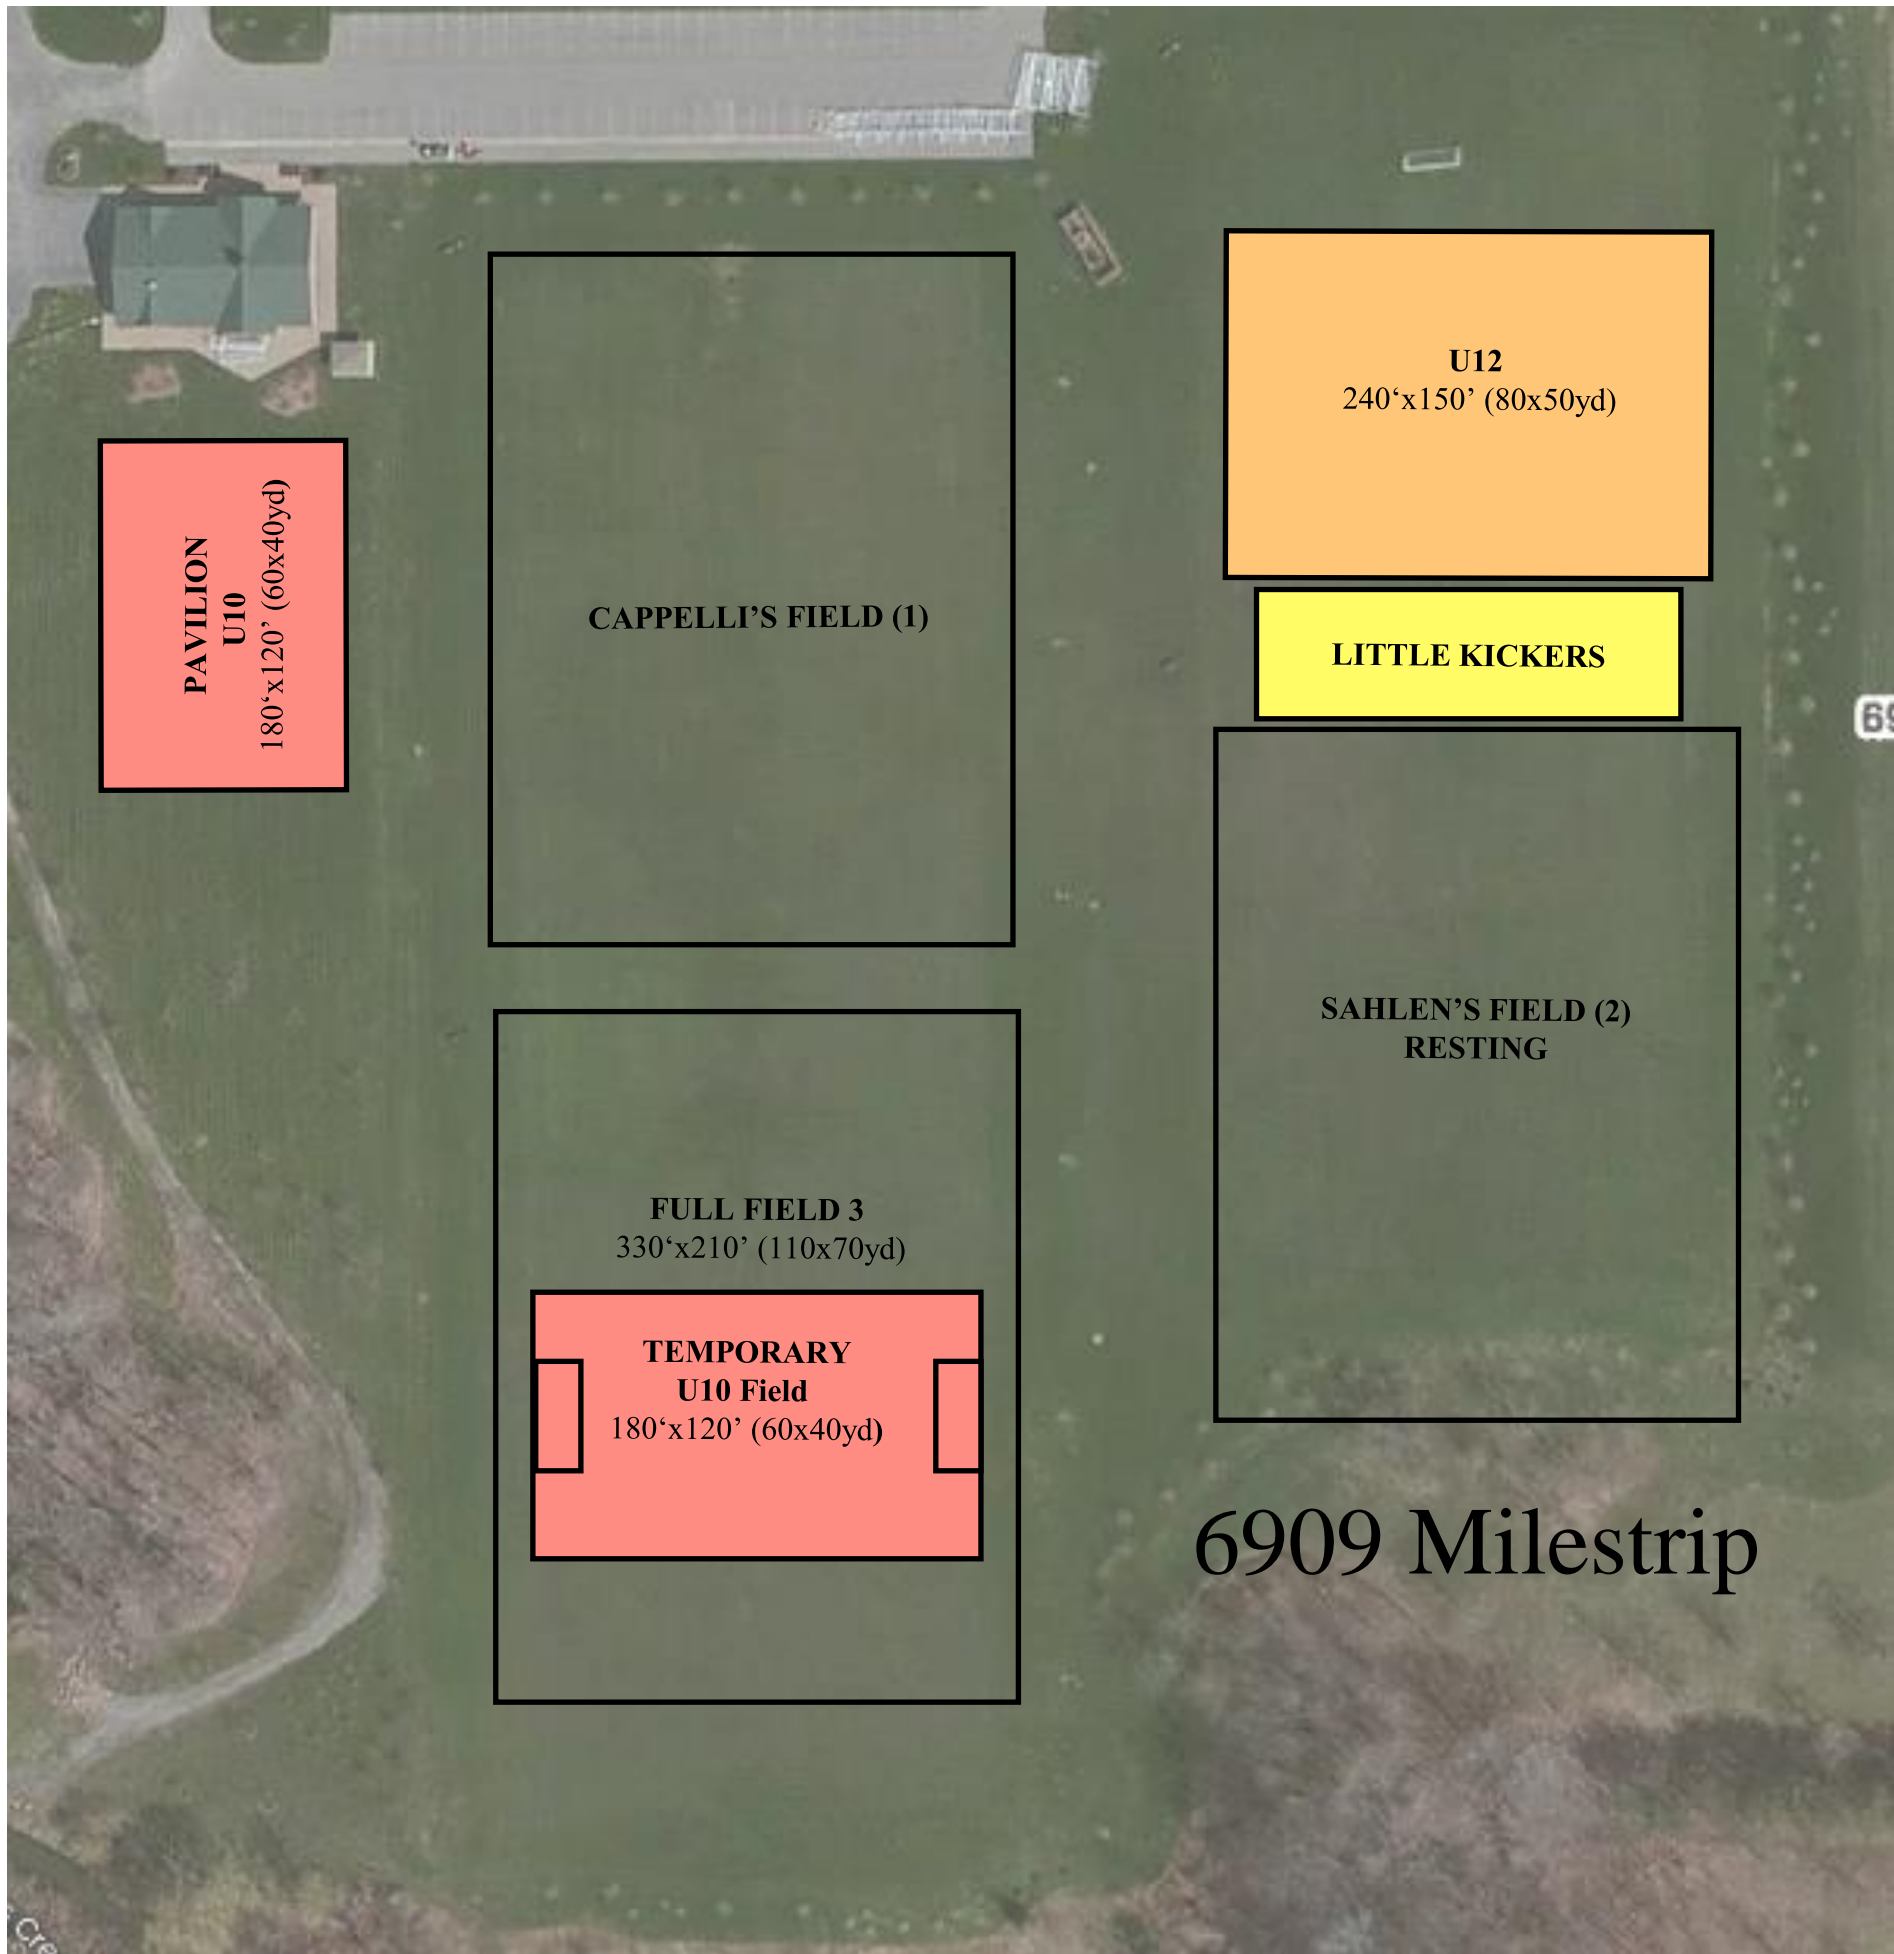 U12
240‘x150’ (80x50yd)
PAVILION
U10
180‘x120’ (60x40yd)
CAPPELLI’S FIELD (1)
LITTLE KICKERS
SAHLEN’S FIELD (2)
RESTING
FULL FIELD 3
330‘x210’ (110x70yd)
TEMPORARY
U10 Field
180‘x120’ (60x40yd)
6909 Milestrip